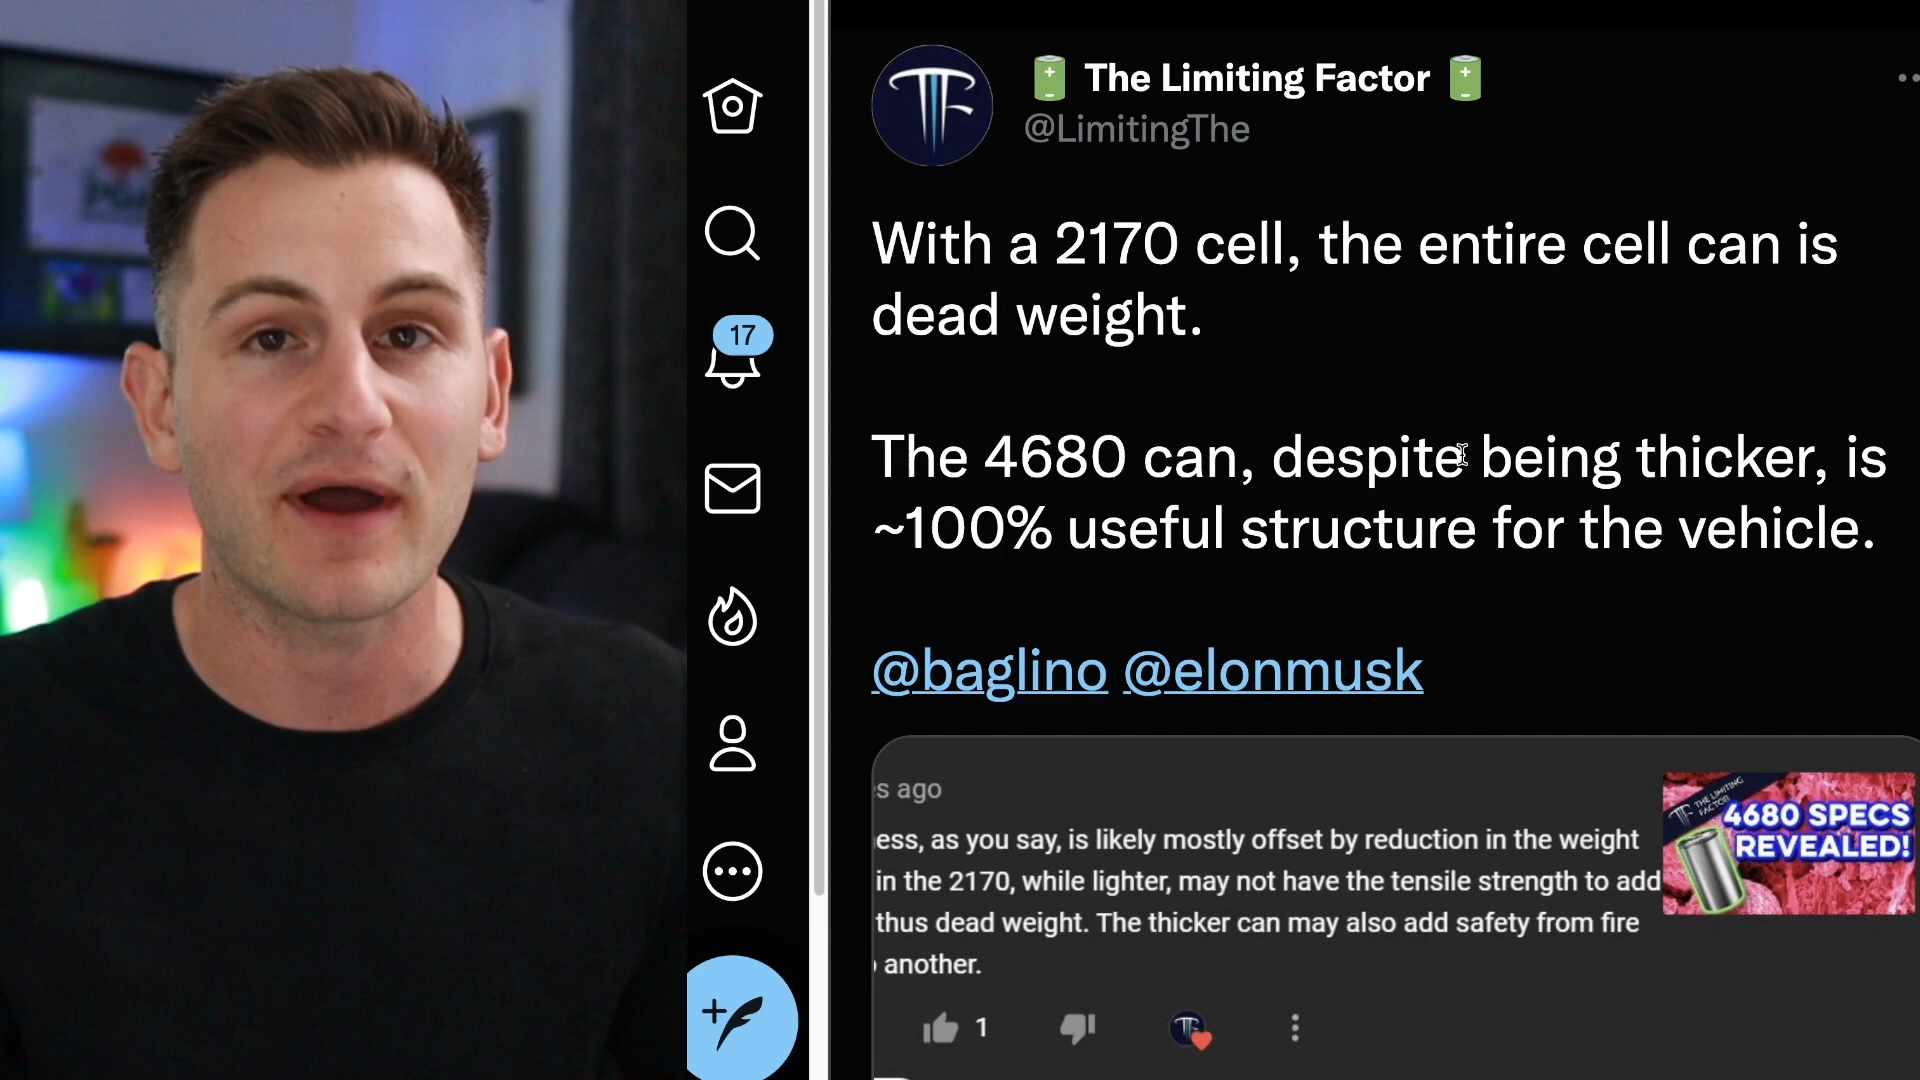 17
The Limiting Factor
@LimitingThe
With a 2170 cell, the entire cell can is
dead weight.
The 4680 can, despite being thicker, is
~100% useful structure for the vehicle.
@baglino @elonmusk
s ago
ess, as you say, is likely mostly offset by reduction in the weight
in the 2170, while lighter, may not have the tensile strength to add
thus dead weight. The thicker can may also add safety from fire
another.
THE LIMITING
FACTOR
4680 SPECS
REVEALED!
1